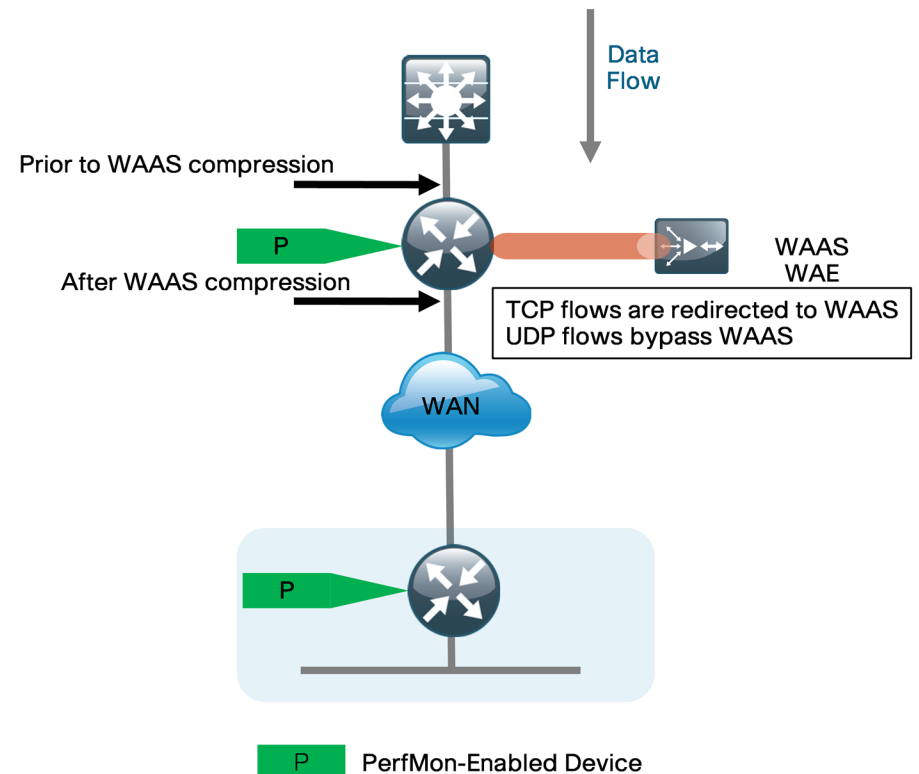 Data
Flow
Prior to WAAS compression
P
WAAS
WAE
After WAAS compression
TCP flows are redirected to WAAS
UDP flows bypass WAAS
WAN
P
P
PerfMon-Enabled Device